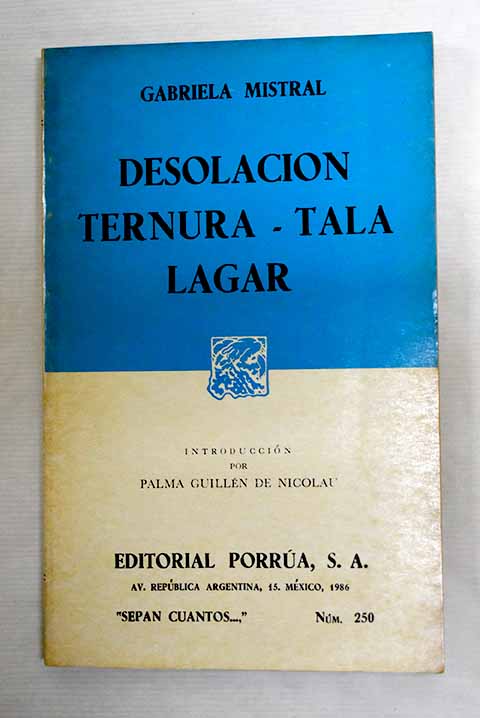 GABRIELA MISTRAL
DESOLACION
TERNURA - TALA
LAGAR
INTRODUCCIÓN
POR
PALMA GUILLÉN DE NICOLAU
EDITORIAL PORRÚA, S. A.
AV. REPÚBLICA ARGENTINA, 15. MÉXICO, 1986
"SEPAN CUANTOS...," NÚM. 250